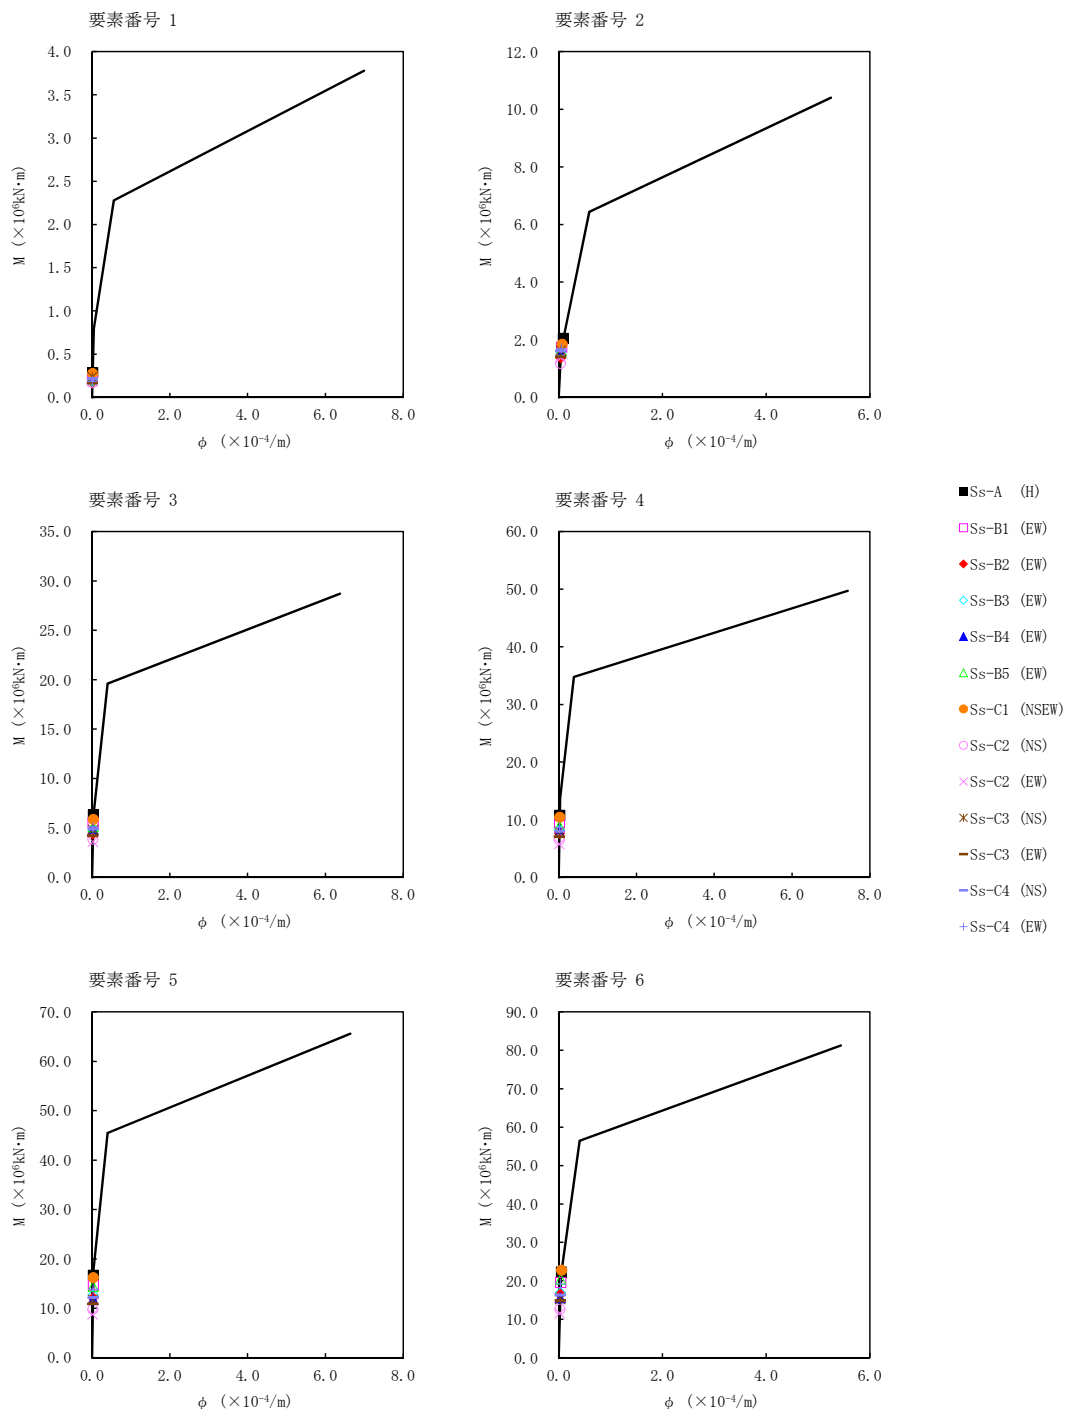 要素番号 1
4.0
3.5
3.0
2.5
2.0
1.5
1.0
0.5
0.0
M (×10⁶kN・m)
0.0 2.0 4.0 6.0 8.0
φ (×10⁻⁴/m)
要素番号 2
12.0
10.0
8.0
6.0
4.0
2.0
0.0
M (×10⁶kN・m)
0.0 2.0 4.0 6.0
φ (×10⁻⁴/m)
要素番号 3
35.0
30.0
25.0
20.0
15.0
10.0
5.0
0.0
M (×10⁶kN・m)
0.0 2.0 4.0 6.0 8.0
φ (×10⁻⁴/m)
要素番号 4
60.0
50.0
40.0
30.0
20.0
10.0
0.0
M (×10⁶kN・m)
0.0 2.0 4.0 6.0 8.0
φ (×10⁻⁴/m)
Ss-A (H)
Ss-B1 (EW)
Ss-B2 (EW)
Ss-B3 (EW)
Ss-B4 (EW)
Ss-B5 (EW)
Ss-C1 (NSEW)
Ss-C2 (NS)
Ss-C2 (EW)
Ss-C3 (NS)
Ss-C3 (EW)
Ss-C4 (NS)
Ss-C4 (EW)
要素番号 5
70.0
60.0
50.0
40.0
30.0
20.0
10.0
0.0
M (×10⁶kN・m)
0.0 2.0 4.0 6.0 8.0
φ (×10⁻⁴/m)
要素番号 6
90.0
80.0
70.0
60.0
50.0
40.0
30.0
20.0
10.0
0.0
M (×10⁶kN・m)
0.0 2.0 4.0 6.0
φ (×10⁻⁴/m)